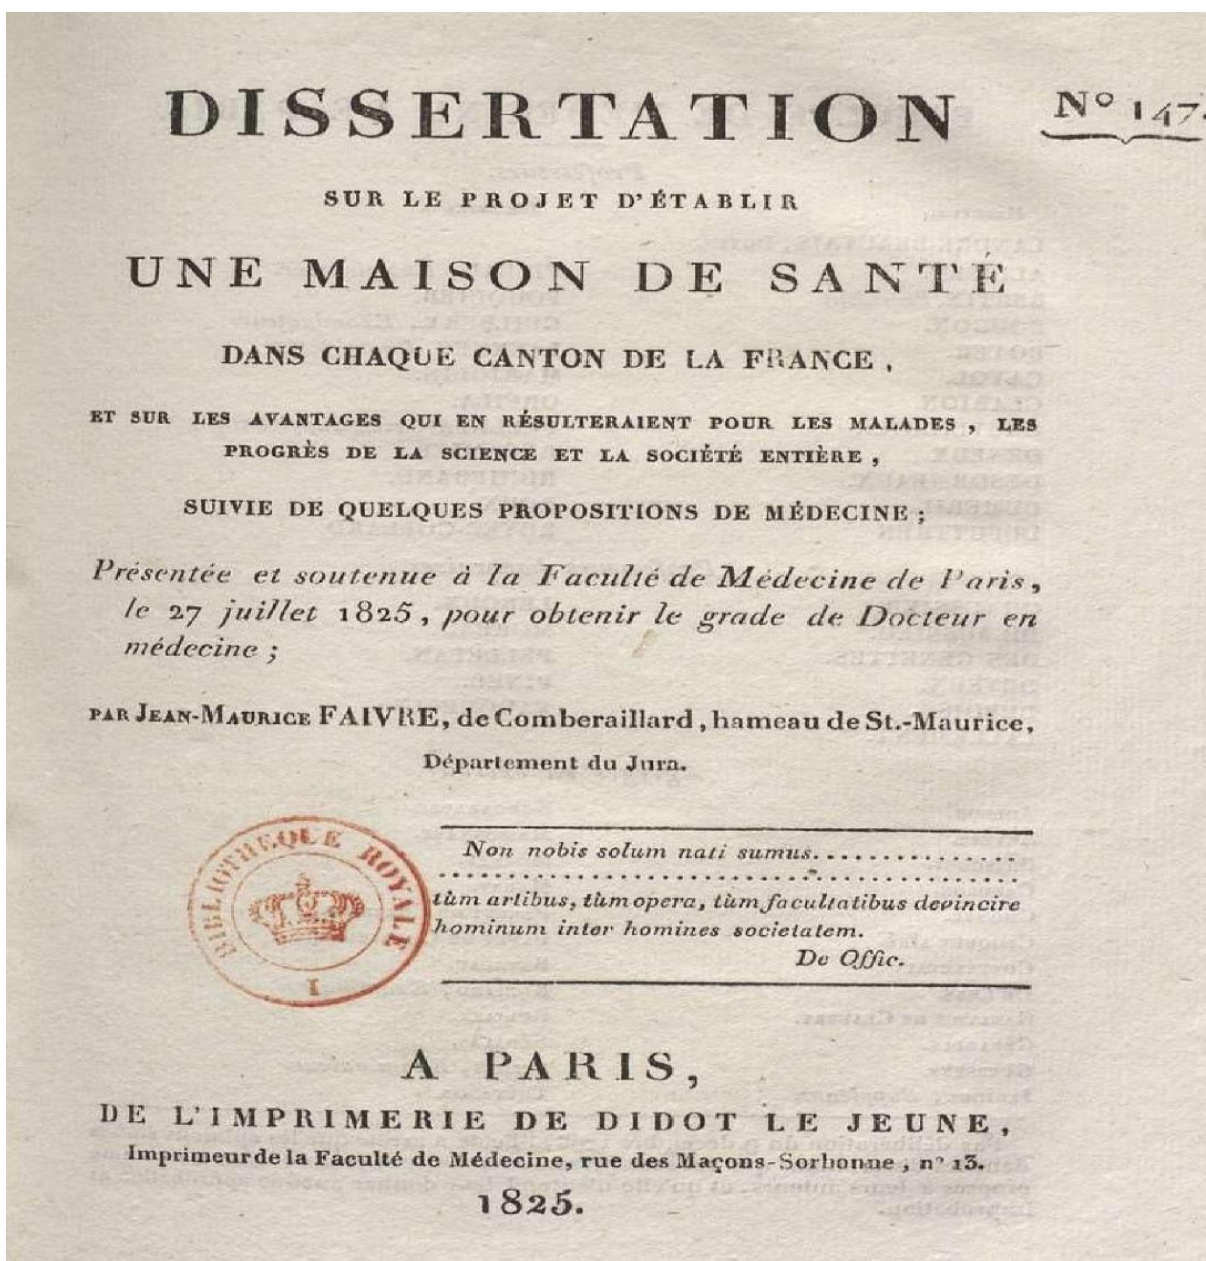 DISSERTATION
N° 147.
SUR LE PROJET D'ÉTABLIR
UNE MAISON DE SANTÉ
DANS CHAQUE CANTON DE LA FRANCE,
ET SUR LES AVANTAGES QUI EN RÉSULTERAIENT POUR LES MALADES, LES
PROGRÈS DE LA SCIENCE ET LA SOCIÉTÉ ENTIÈRE,
SUIVIE DE QUELQUES PROPOSITIONS DE MÉDECINE;
Présentée et soutenue à la Faculté de Médecine de Paris,
le 27 juillet 1825, pour obtenir le grade de Docteur en
médecine;
PAR JEAN-MAURICE FAIVRE, de Comberaillard, hameau de St.-Maurice,
Département du Jura.
Non nobis solum nati sumus...............
..........................................
tùm artibus, tùm opera, tùm facultatibus devincire
hominum inter homines societatem.
De Offic.
BIBLIOTHEQUE ROYALE
I
A PARIS,
DE L'IMPRIMERIE DE DIDOT LE JEUNE,
Imprimeur de la Faculté de Médecine, rue des Maçons-Sorbonne, n° 13.
1825.